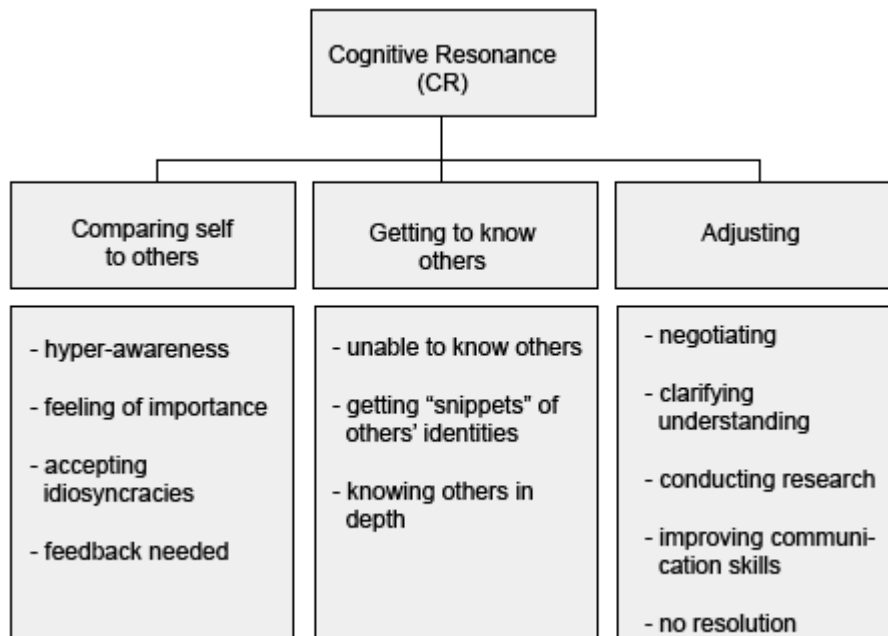 Cognitive Resonance
(CR)
Comparing self
to others
Getting to know
others
Adjusting
- hyper-awareness
- feeling of importance
- accepting
idiosyncracies
- feedback needed
- unable to know others
- getting “snippets” of
others’ identities
- knowing others in
depth
- negotiating
- clarifying
understanding
- conducting research
- improving communi-
cation skills
- no resolution